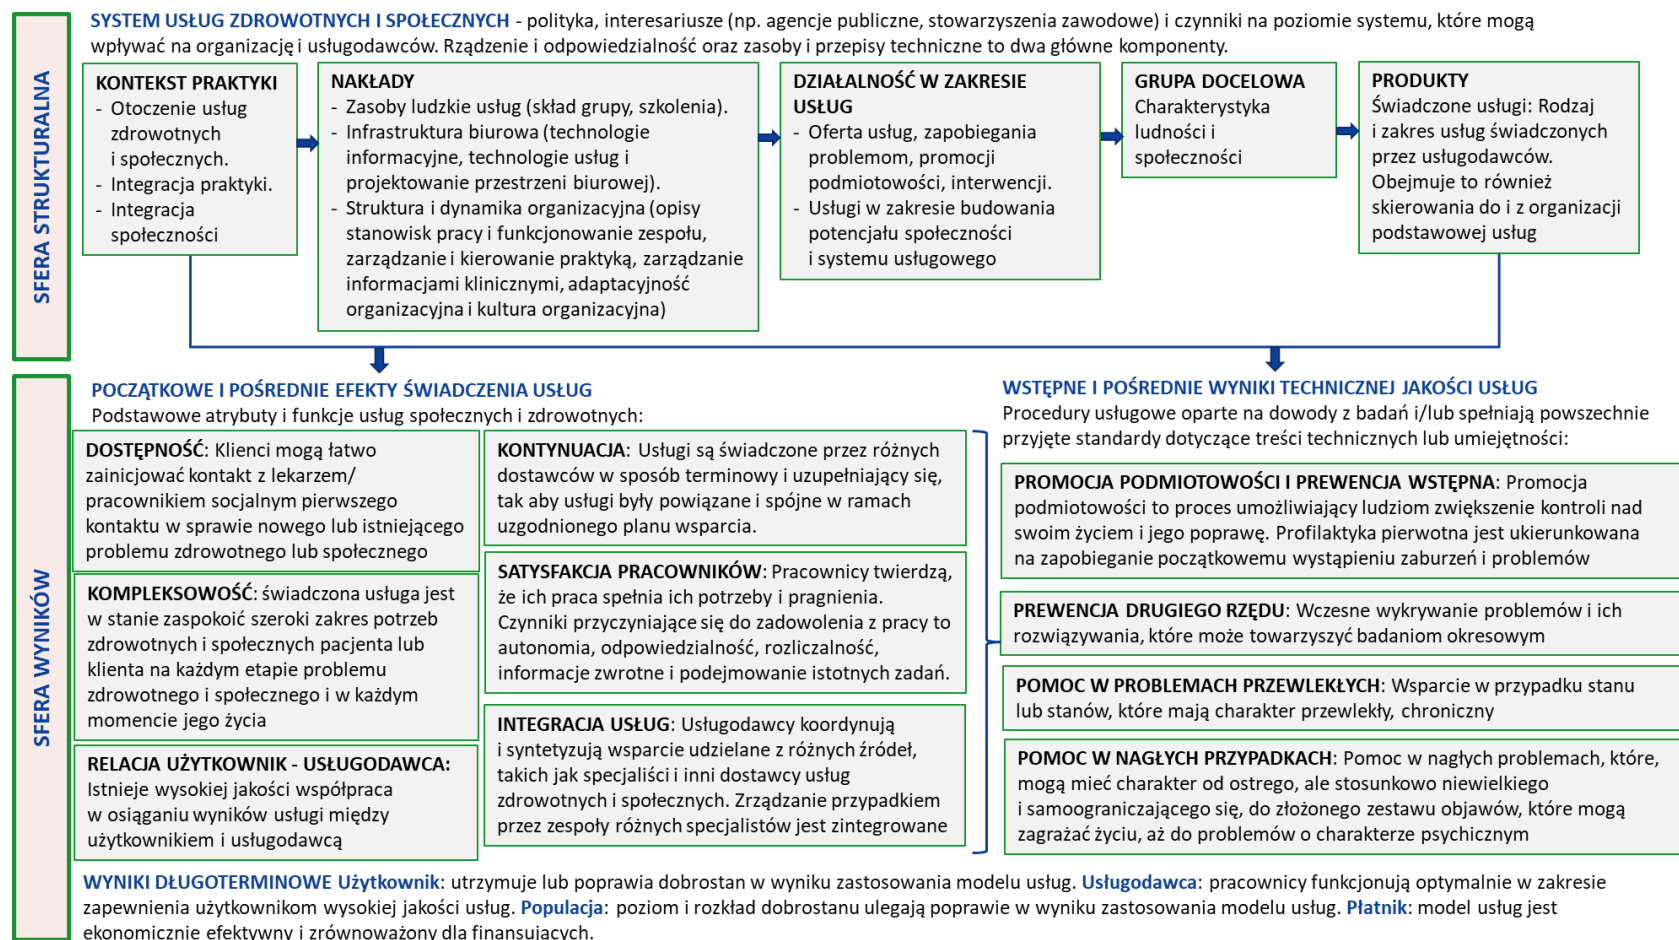 SFERA STRUKTURALNA
SYSTEM USŁUG ZDROWOTNYCH I SPOŁECZNYCH - polityka, interesariusze (np. agencje publiczne, stowarzyszenia zawodowe) i czynniki na poziomie systemu, które mogą
wpływać na organizację i usługodawców. Rządzenie i odpowiedzialność oraz zasoby i przepisy techniczne to dwa główne komponenty.
KONTEKST PRAKTYKI
- Otoczenie usług
zdrowotnych
i społecznych.
- Integracja praktyki.
- Integracja
społeczności
NAKŁADY
- Zasoby ludzkie usług (skład grupy, szkolenia).
- Infrastruktura biurowa (technologie
informacyjne, technologie usług i
projektowanie przestrzeni biurowej).
- Struktura i dynamika organizacyjna (opisy
stanowisk pracy i funkcjonowanie zespołu,
zarządzanie i kierowanie praktyką, zarządzanie
informacjami klinicznymi, adaptacyjność
organizacyjna i kultura organizacyjna)
DZIAŁALNOŚĆ W ZAKRESIE
USŁUG
- Oferta usług, zapobiegania
problemom, promocji
podmiotowości, interwencji.
- Usługi w zakresie budowania
potencjału społeczności
i systemu usługowego
GRUPA DOCELOWA
Charakterystyka
ludności i
społeczności
PRODUKTY
Świadczone usługi: Rodzaj
i zakres usług świadczonych
przez usługodawców.
Obejmuje to również
skierowania do i z organizacji
podstawowej usług
SFERA WYNIKÓW
POCZĄTKOWE I POŚREDNIE EFEKTY ŚWIADCZENIA USŁUG
Podstawowe atrybuty i funkcje usług społecznych i zdrowotnych:
DOSTĘPNOŚĆ: Klienci mogą łatwo
zainicjować kontakt z lekarzem/
pracownikiem socjalnym pierwszego
kontaktu w sprawie nowego lub istniejącego
problemu zdrowotnego lub społecznego
KOMPLEKSOWOŚĆ: świadczona usługa jest
w stanie zaspokoić szeroki zakres potrzeb
zdrowotnych i społecznych pacjenta lub
klienta na każdym etapie problemu
zdrowotnego i społecznego i w każdym
momencie jego życia
RELACJA UŻYTKOWNIK - USŁUGODAWCA:
Istnieje wysokiej jakości współpraca
w osiąganiu wyników usługi między
użytkownikiem i usługodawcą
KONTYNUACJA: Usługi są świadczone przez różnych
dostawców w sposób terminowy i uzupełniający się,
tak aby usługi były powiązane i spójne w ramach
uzgodnionego planu wsparcia.
SATYSFAKCJA PRACOWNIKÓW: Pracownicy twierdzą,
że ich praca spełnia ich potrzeby i pragnienia.
Czynniki przyczyniające się do zadowolenia z pracy to
autonomia, odpowiedzialność, rozliczalność,
informacje zwrotne i podejmowanie istotnych zadań.
INTEGRACJA USŁUG: Usługodawcy koordynują
i syntetyzują wsparcie udzielane z różnych źródeł,
takich jak specjaliści i inni dostawcy usług
zdrowotnych i społecznych. Zrządzanie przypadkiem
przez zespoły różnych specjalistów jest zintegrowane
WSTĘPNE I POŚREDNIE WYNIKI TECHNICZNEJ JAKOŚCI USŁUG
Procedury usługowe oparte na dowody z badań i/lub spełniają powszechnie
przyjęte standardy dotyczące treści technicznych lub umiejętności:
PROMOCJA PODMIOTOWOŚCI I PREWENCJA WSTĘPNA: Promocja
podmiotowości to proces umożliwiający ludziom zwiększenie kontroli nad
swoim życiem i jego poprawę. Profilaktyka pierwotna jest ukierunkowana
na zapobieganie początkowemu wystąpieniu zaburzeń i problemów
PREWENCJA DRUGIEGO RZĘDU: Wczesne wykrywanie problemów i ich
rozwiązywania, które może towarzyszyć badaniom okresowym
POMOC W PROBLEMACH PRZEWLEKŁYCH: Wsparcie w przypadku stanu
lub stanów, które mają charakter przewlekły, chroniczny
POMOC W NAGŁYCH PRZYPADKACH: Pomoc w nagłych problemach, które,
mogą mieć charakter od ostrego, ale stosunkowo niewielkiego
i samoograniczającego się, do złożonego zestawu objawów, które mogą
zagrażać życiu, aż do problemów o charakterze psychicznym
WYNIKI DŁUGOTERMINOWE Użytkownik: utrzymuje lub poprawia dobrostan w wyniku zastosowania modelu usług. Usługodawca: pracownicy funkcjonują optymalnie w zakresie
zapewnienia użytkownikom wysokiej jakości usług. Populacja: poziom i rozkład dobrostanu ulegają poprawie w wyniku zastosowania modelu usług. Płatnik: model usług jest
ekonomicznie efektywny i zrównoważony dla finansujących.